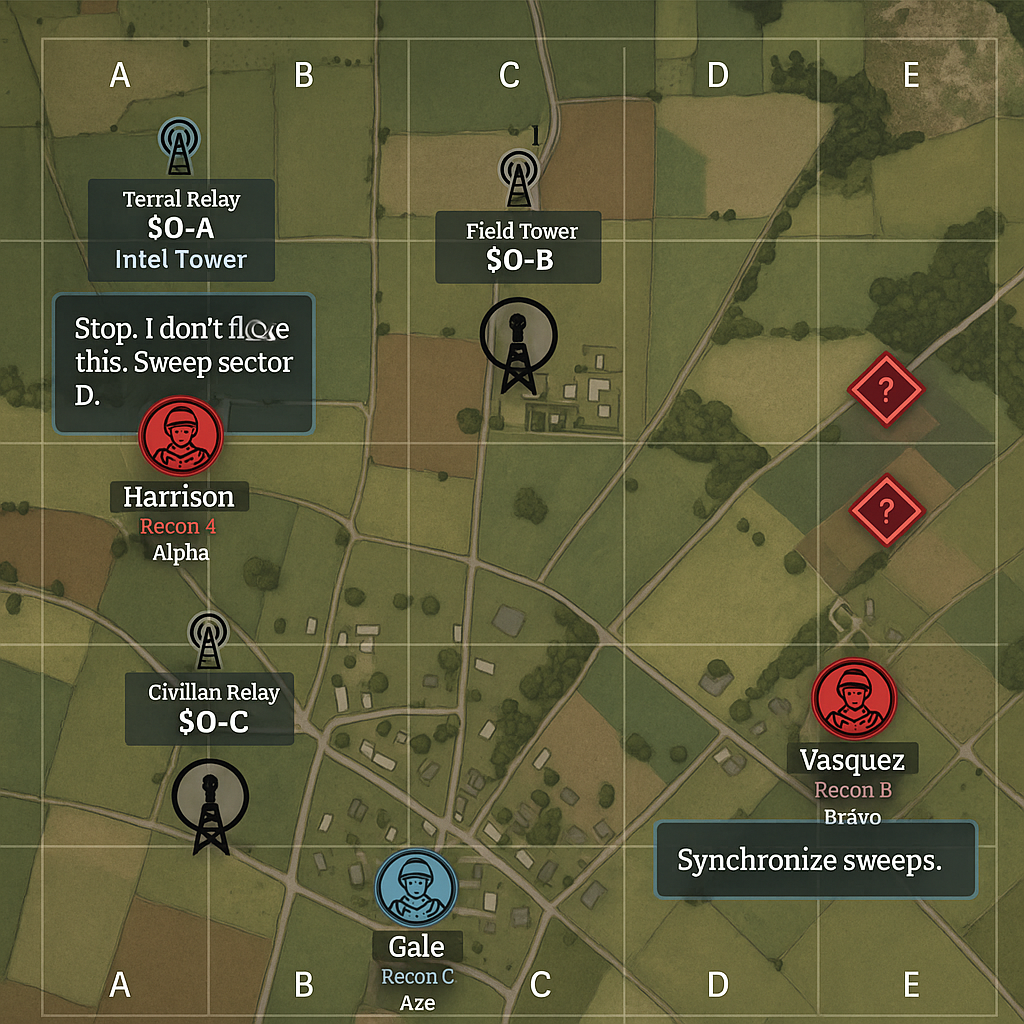 A B C D E
1
Terral Relay
$O-A
Intel Tower
Field Tower
$O-B
Stop. I don't
this. Sweep sector
D.
?
?
Harrison
Recon 4
Alpha
Civillan Relay
$O-C
Vasquez
Recon B
Brávo
Synchronize sweeps.
Gale
Recon C
Aze
A B C D E